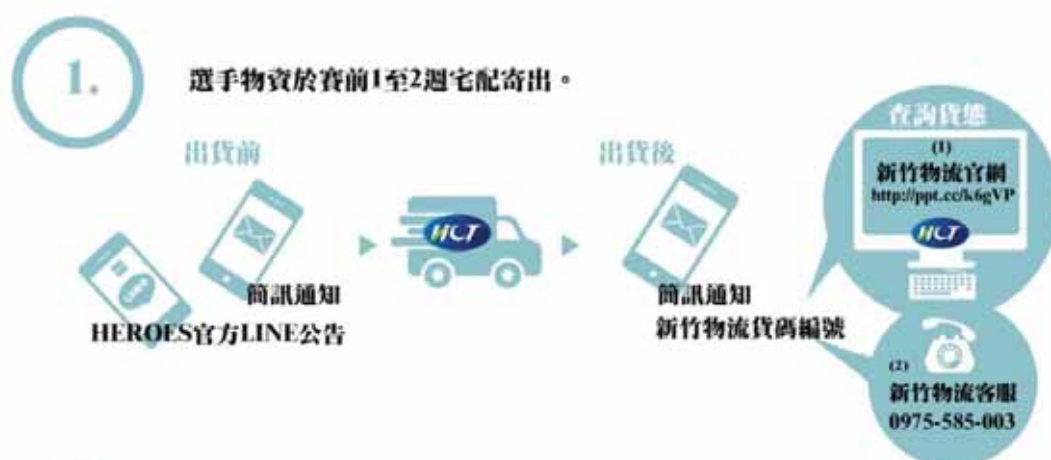 1.
選手物資於賽前1至2週宅配寄出。
出貨前
簡訊通知
HEROES官方LINE公告
HCT
出貨後
簡訊通知
新竹物流貨碼編號
查詢貨態
(1)
新竹物流官網
http://ppt.cc/k6gVP
HCT
(2)
新竹物流客服
0975-585-003